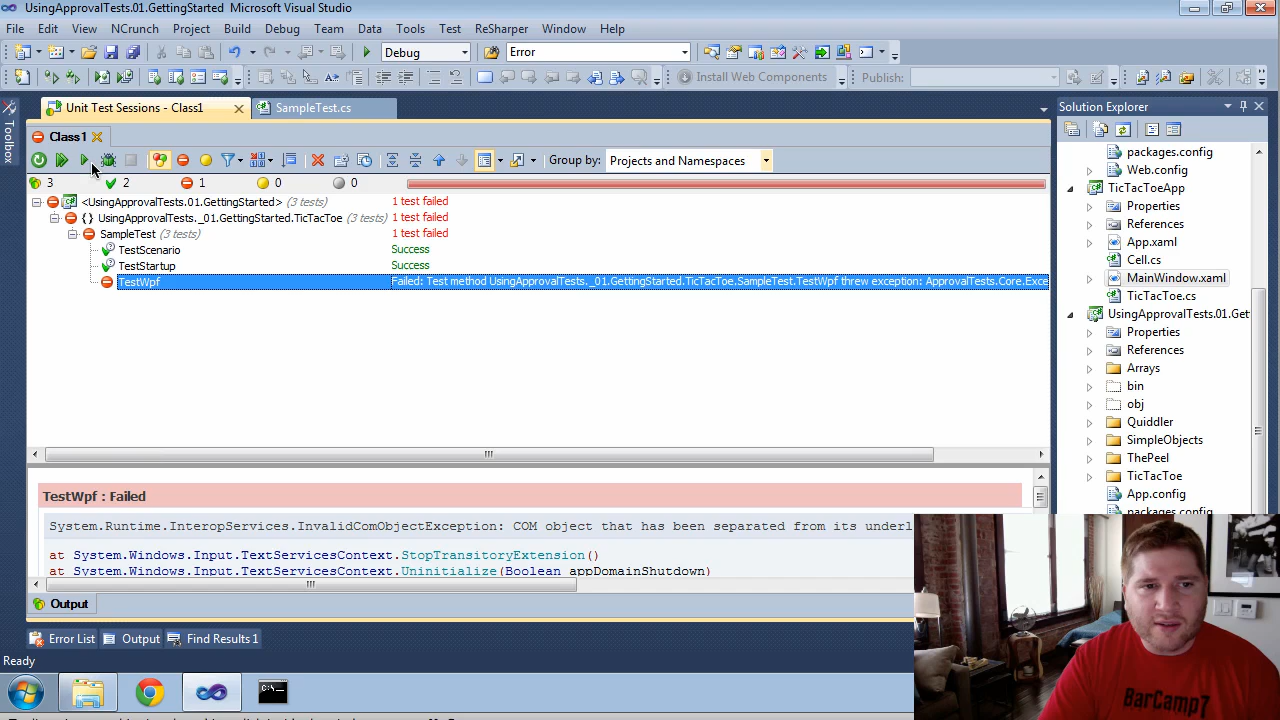 UsingApprovalTests.01.GettingStarted - Microsoft Visual Studio
File Edit View NCrunch Project Build Debug Team Data Tools Test ReSharper Window Help
Debug Error
Install Web Components Publish:
Toolbox
Unit Test Sessions - Class1 SampleTest.cs
Class1
Group by: Projects and Namespaces
3 2 1 0 0
<UsingApprovalTests.01.GettingStarted> (3 tests) 1 test failed
{ } UsingApprovalTests._01.GettingStarted.TicTacToe (3 tests) 1 test failed
SampleTest (3 tests) 1 test failed
TestScenario Success
TestStartup Success
TestWpf Failed: Test method UsingApprovalTests._01.GettingStarted.TicTacToe.SampleTest.TestWpf threw exception: ApprovalTests.Core.Exce
TestWpf : Failed
System.Runtime.InteropServices.InvalidComObjectException: COM object that has been separated from its underl
at System.Windows.Input.TextServicesContext.StopTransitoryExtension()
at System.Windows.Input.TextServicesContext.Uninitialize(Boolean appDomainShutdown)
Output
Error List Output Find Results 1
Ready
Solution Explorer
packages.config
Web.config
TicTacToeApp
Properties
References
App.xaml
Cell.cs
MainWindow.xaml
TicTacToe.cs
UsingApprovalTests.01.Get
Properties
References
Arrays
bin
obj
Quiddler
SimpleObjects
ThePeel
TicTacToe
App.config
packages.config
BarCamp7